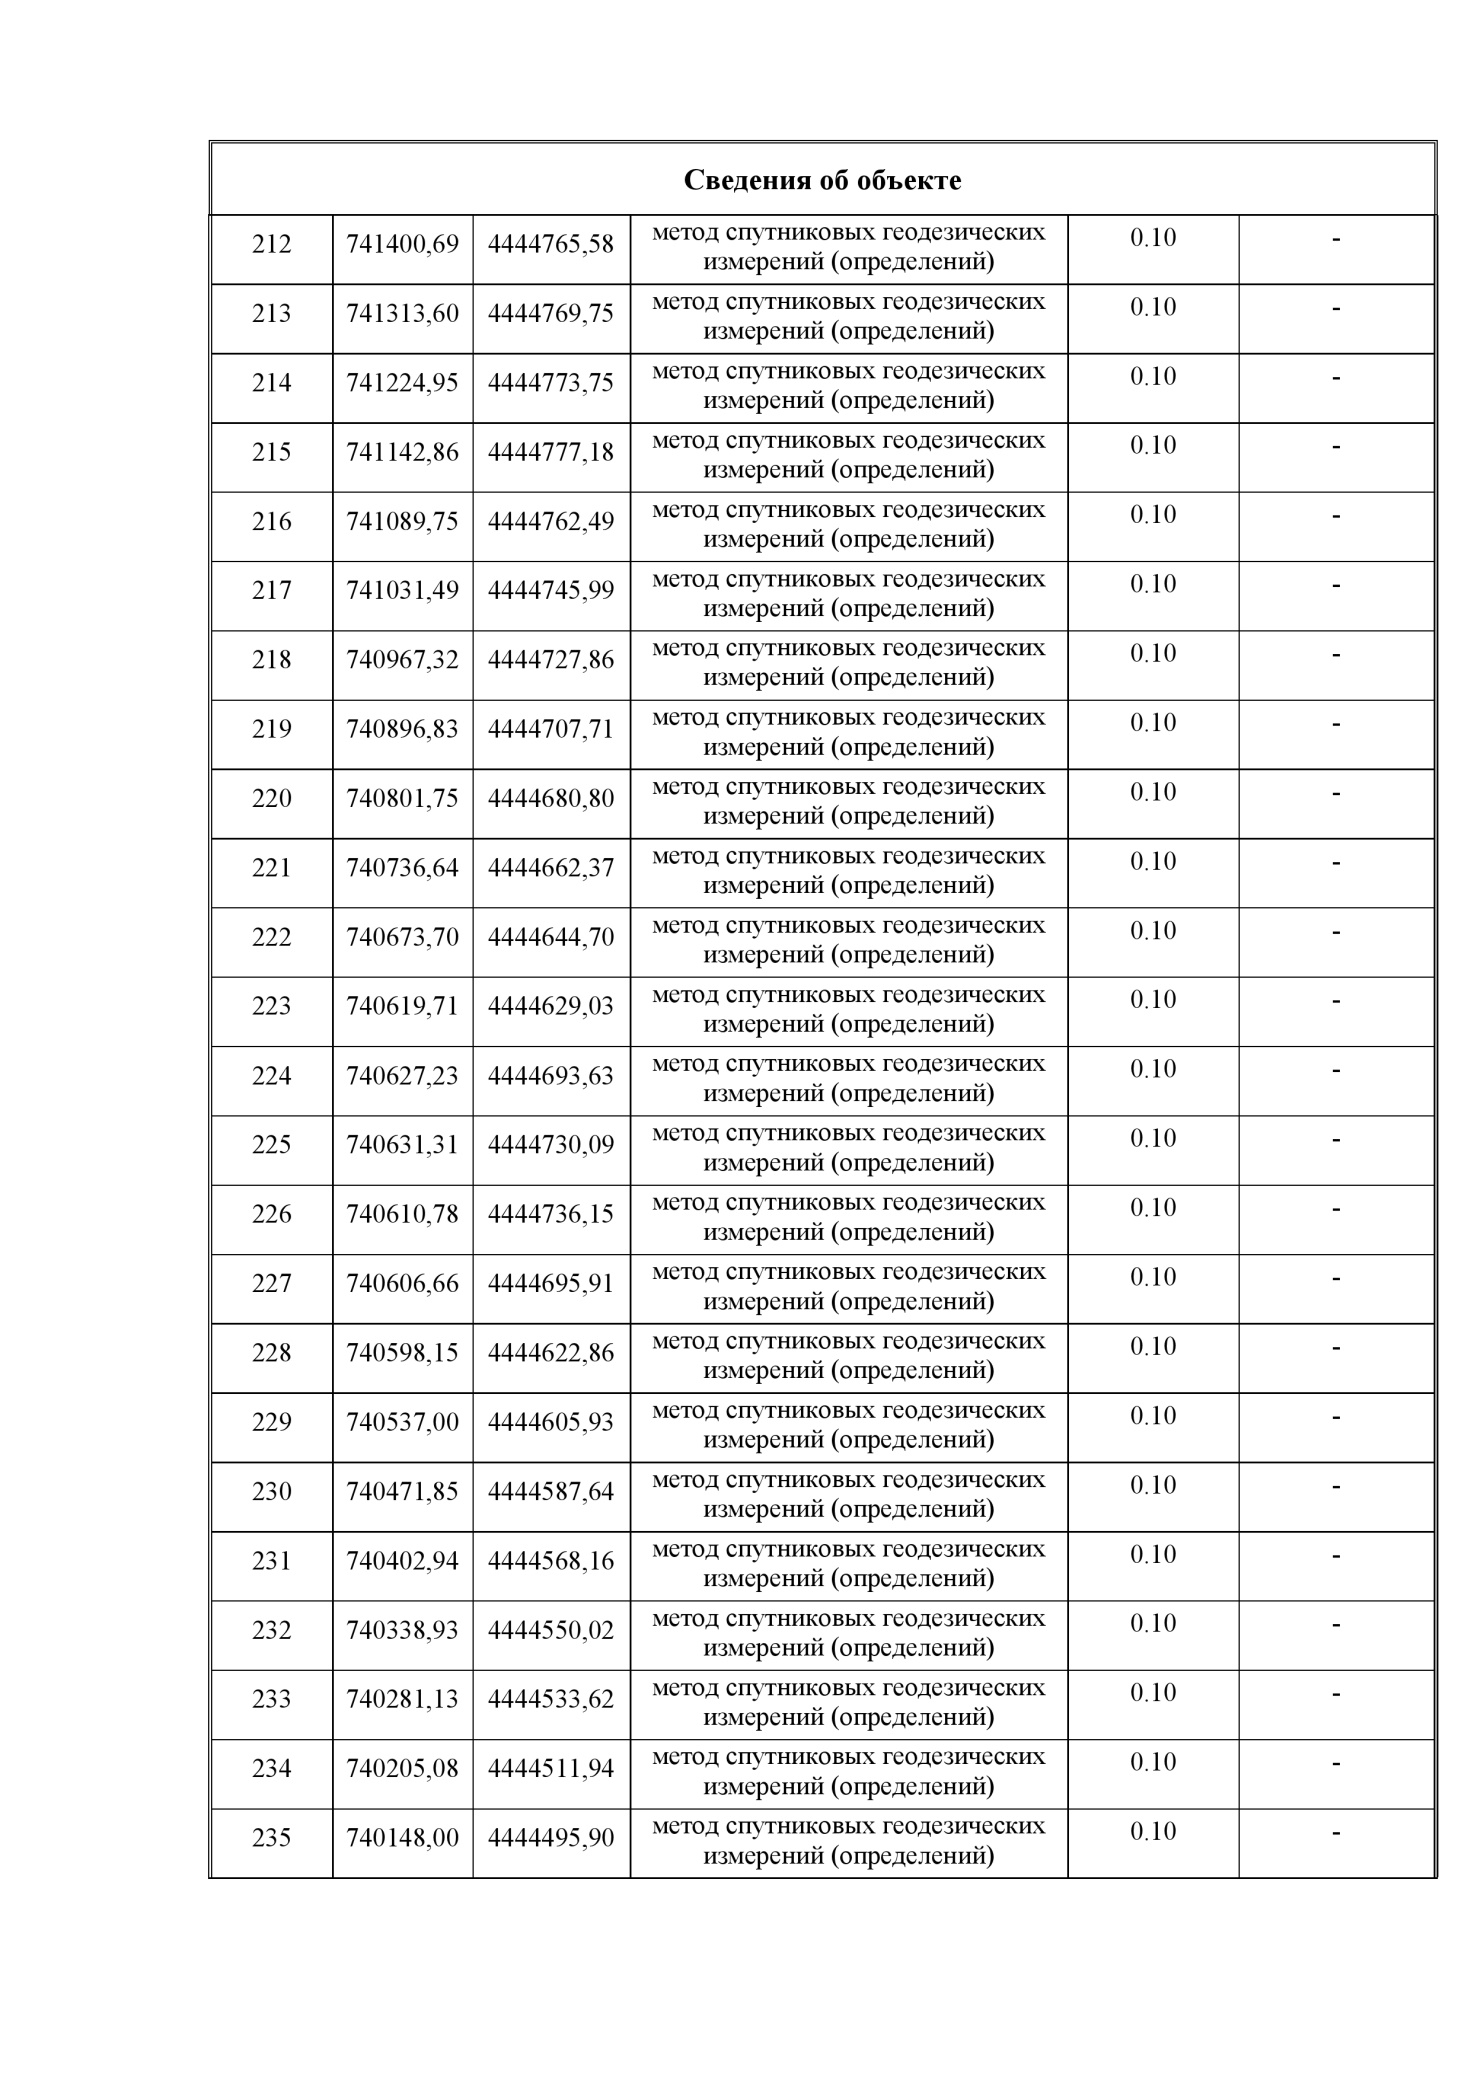 Сведения об объекте
212 741400,69 4444765,58 метод спутниковых геодезических измерений (определений) 0.10 -
213 741313,60 4444769,75 метод спутниковых геодезических измерений (определений) 0.10 -
214 741224,95 4444773,75 метод спутниковых геодезических измерений (определений) 0.10 -
215 741142,86 4444777,18 метод спутниковых геодезических измерений (определений) 0.10 -
216 741089,75 4444762,49 метод спутниковых геодезических измерений (определений) 0.10 -
217 741031,49 4444745,99 метод спутниковых геодезических измерений (определений) 0.10 -
218 740967,32 4444727,86 метод спутниковых геодезических измерений (определений) 0.10 -
219 740896,83 4444707,71 метод спутниковых геодезических измерений (определений) 0.10 -
220 740801,75 4444680,80 метод спутниковых геодезических измерений (определений) 0.10 -
221 740736,64 4444662,37 метод спутниковых геодезических измерений (определений) 0.10 -
222 740673,70 4444644,70 метод спутниковых геодезических измерений (определений) 0.10 -
223 740619,71 4444629,03 метод спутниковых геодезических измерений (определений) 0.10 -
224 740627,23 4444693,63 метод спутниковых геодезических измерений (определений) 0.10 -
225 740631,31 4444730,09 метод спутниковых геодезических измерений (определений) 0.10 -
226 740610,78 4444736,15 метод спутниковых геодезических измерений (определений) 0.10 -
227 740606,66 4444695,91 метод спутниковых геодезических измерений (определений) 0.10 -
228 740598,15 4444622,86 метод спутниковых геодезических измерений (определений) 0.10 -
229 740537,00 4444605,93 метод спутниковых геодезических измерений (определений) 0.10 -
230 740471,85 4444587,64 метод спутниковых геодезических измерений (определений) 0.10 -
231 740402,94 4444568,16 метод спутниковых геодезических измерений (определений) 0.10 -
232 740338,93 4444550,02 метод спутниковых геодезических измерений (определений) 0.10 -
233 740281,13 4444533,62 метод спутниковых геодезических измерений (определений) 0.10 -
234 740205,08 4444511,94 метод спутниковых геодезических измерений (определений) 0.10 -
235 740148,00 4444495,90 метод спутниковых геодезических измерений (определений) 0.10 -